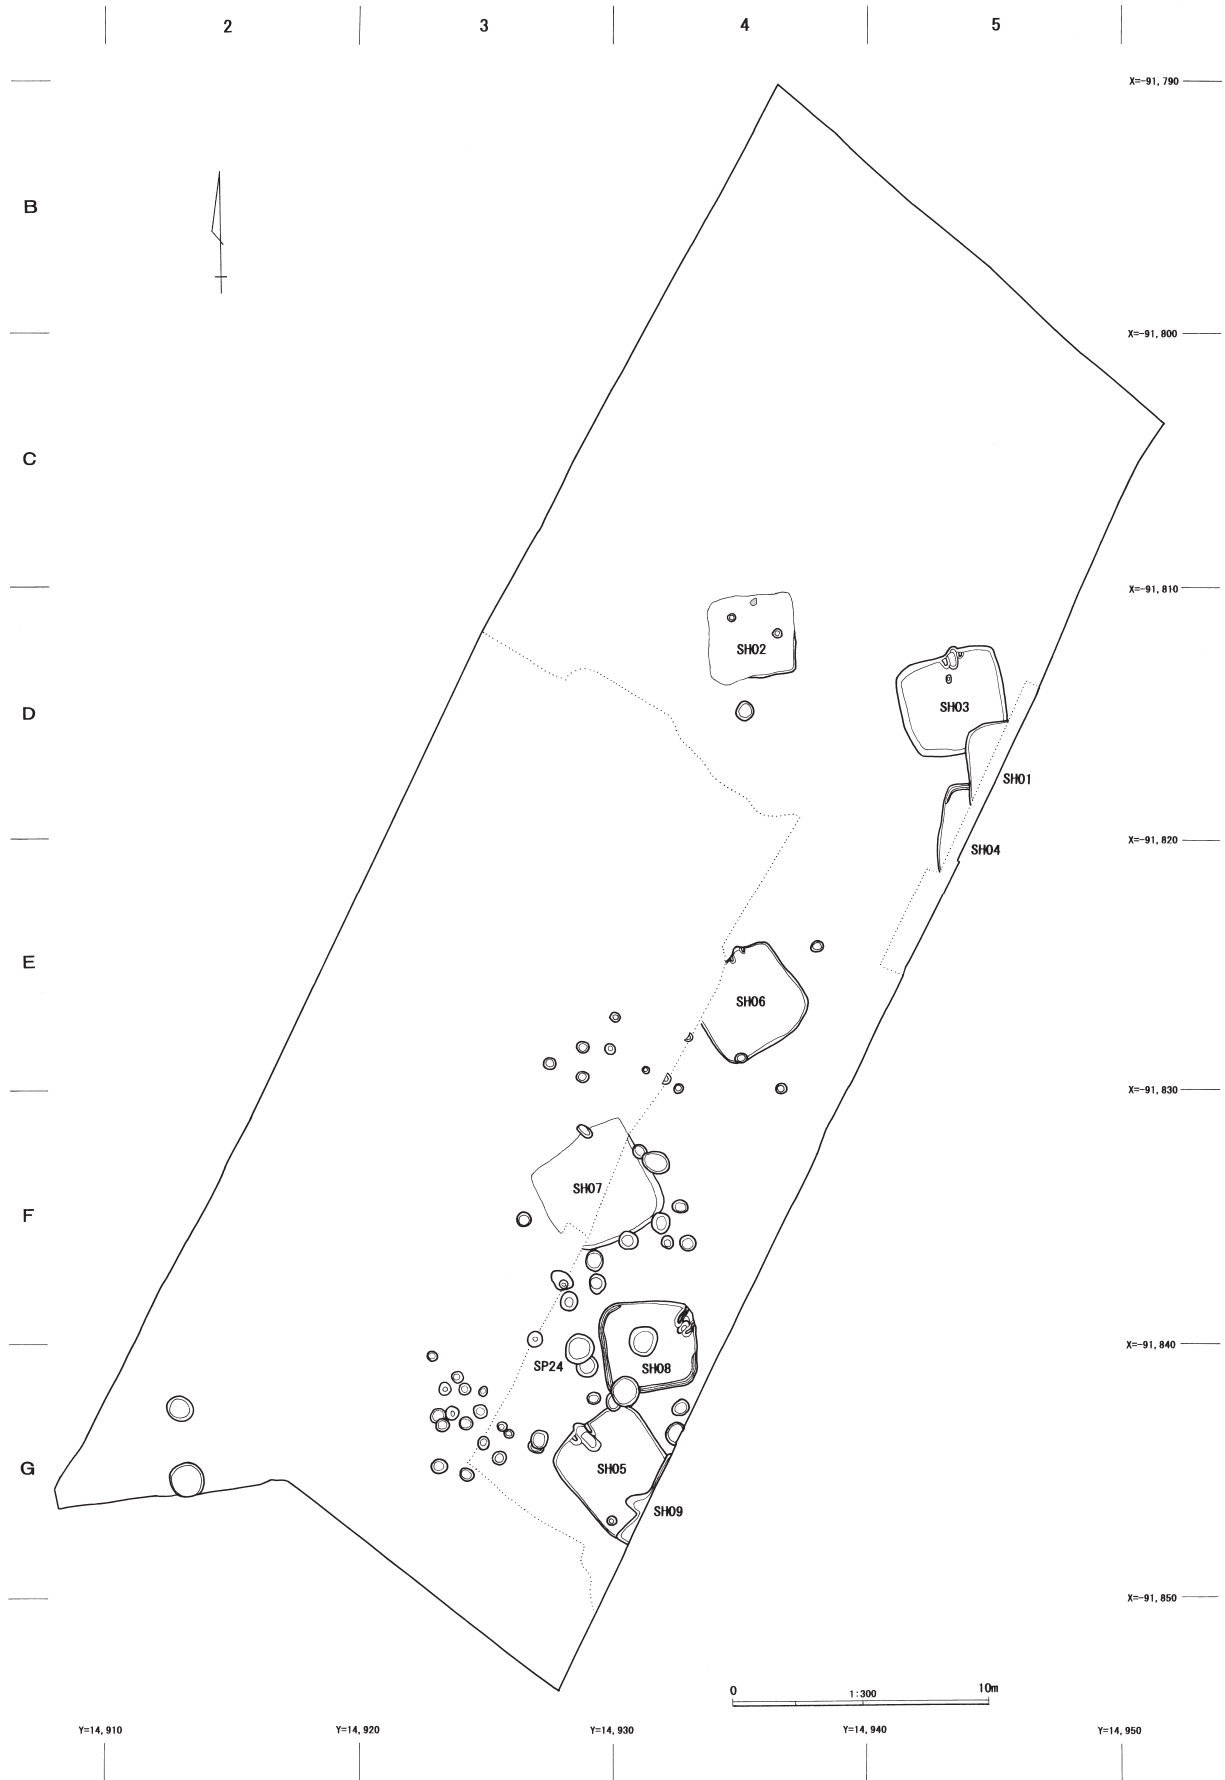 2 3 4 5
X=-91,790
B
X=-91,800
C
X=-91,810
SH02
SH03
D
SH01
X=-91,820
SH04
E
SH06
X=-91,830
SH07
F
X=-91,840
SP24
SH08
G
SH05
SH09
X=-91,850
0 1:300 10m
Y=14,910 Y=14,920 Y=14,930 Y=14,940 Y=14,950